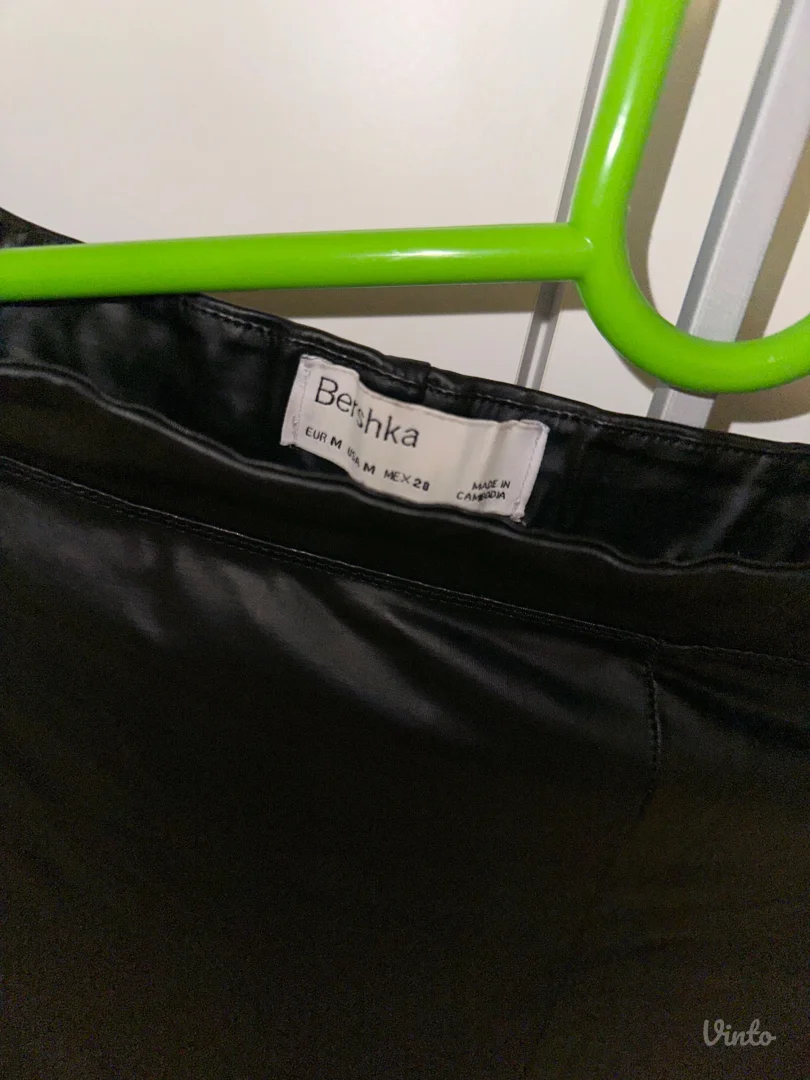 Bershka
EUR M USA M MEX 28
MADE IN
CAMBODIA
Vinto